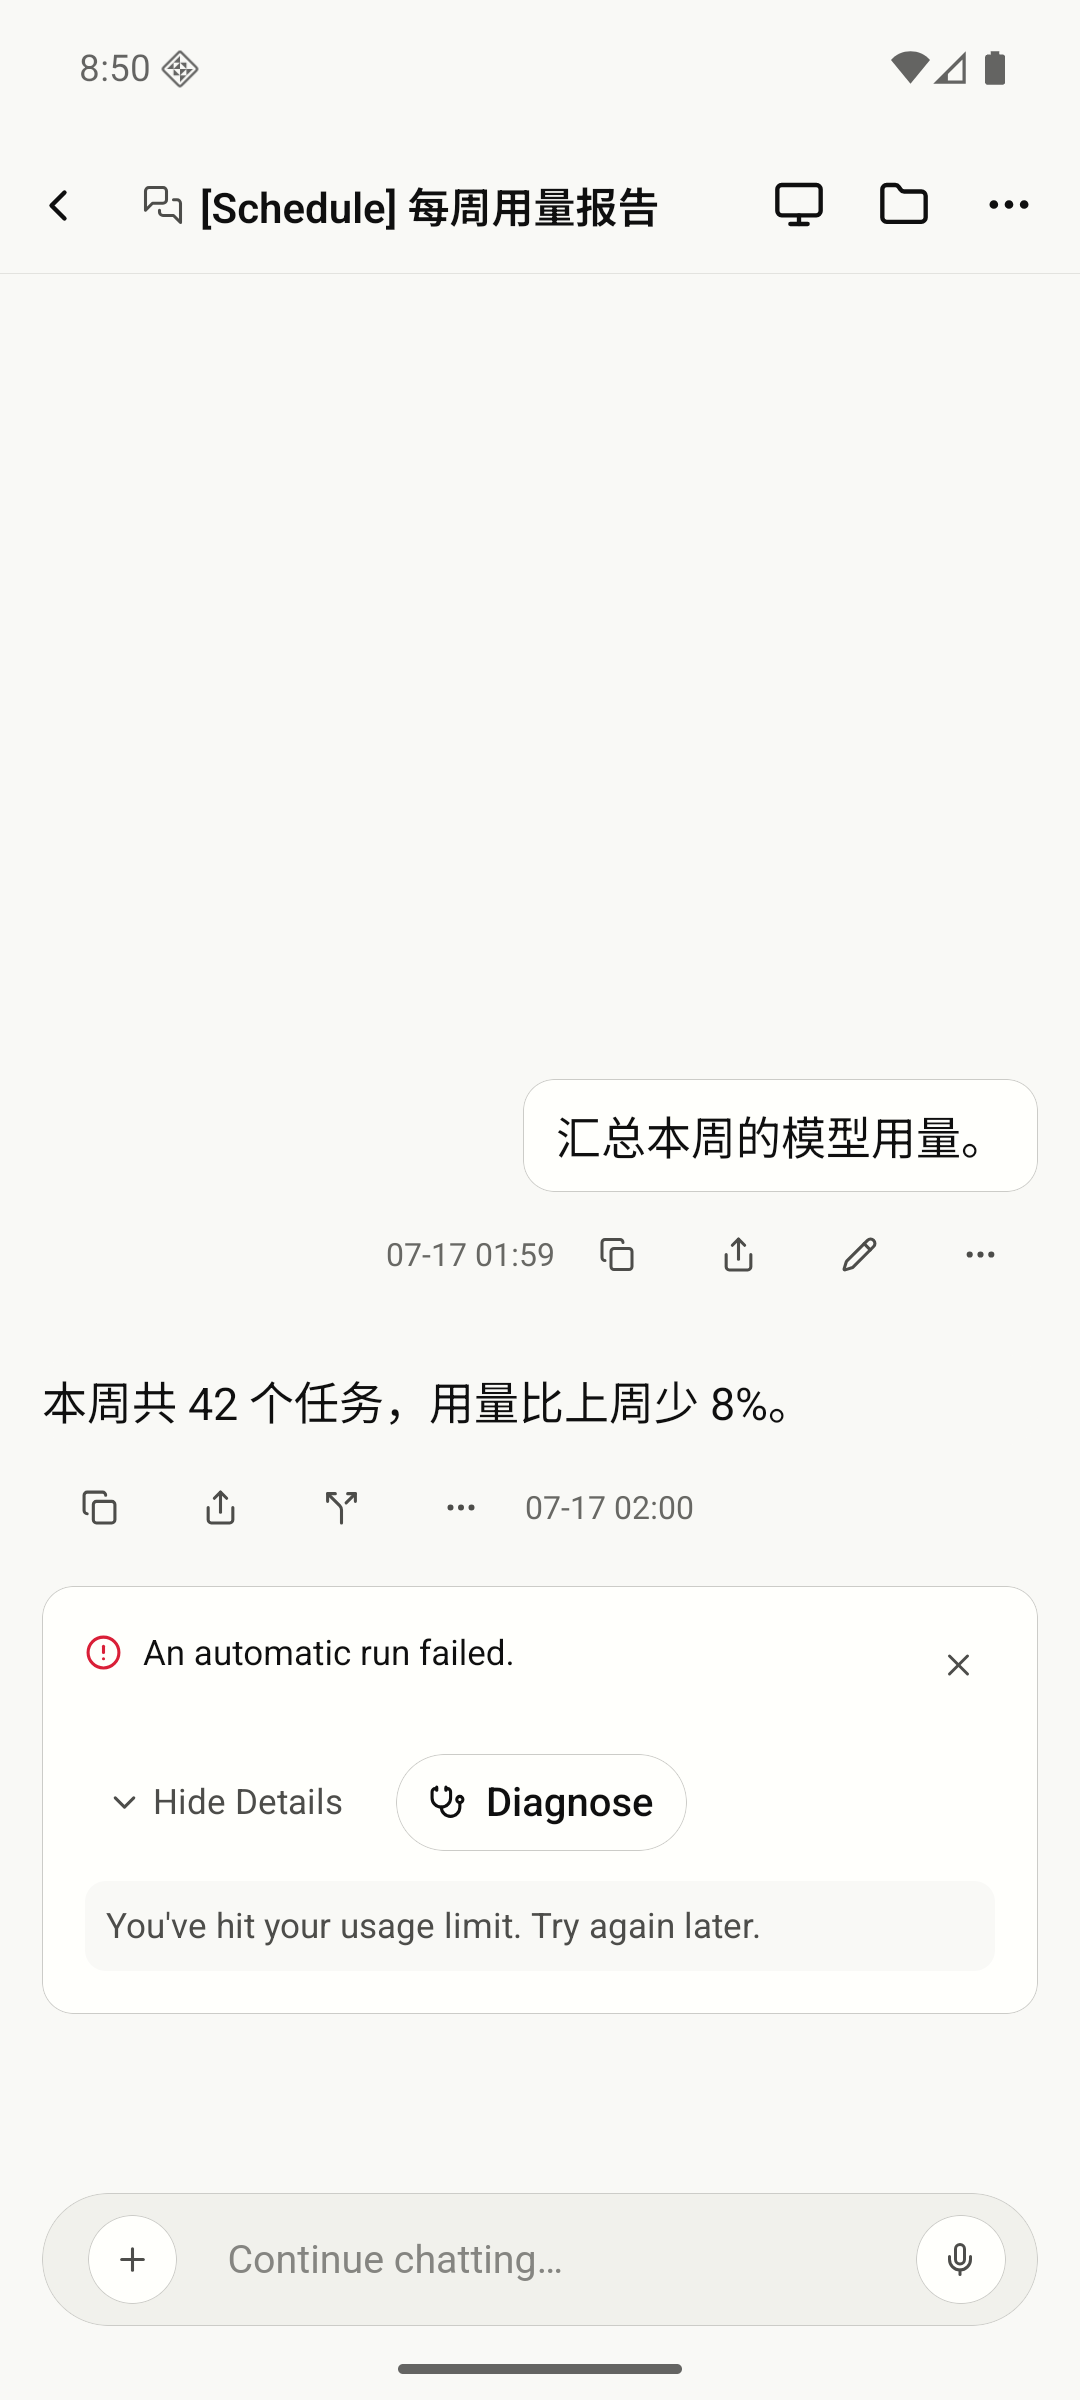 8:50
[Schedule] 每周用量报告
汇总本周的模型用量。
07-17 01:59
本周共 42 个任务，用量比上周少 8%。
07-17 02:00
An automatic run failed.
Hide Details
Diagnose
You've hit your usage limit. Try again later.
Continue chatting…